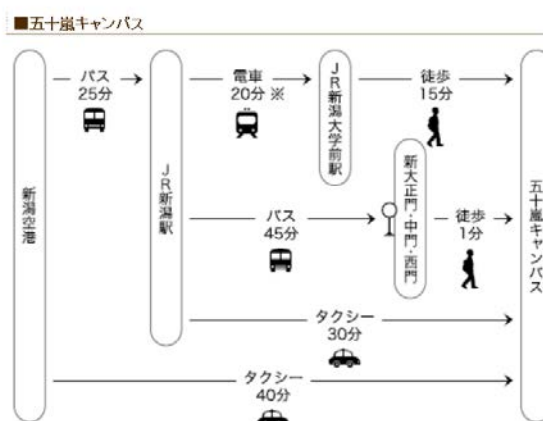 ■五十嵐キャンパス
新潟空港
バス
25分
JR新潟駅
電車
20分 ※
JR新潟大学前駅
徒歩
15分
バス
45分
新大正門・中門・西門
徒歩
1分
タクシー
30分
タクシー
40分
五十嵐キャンパス